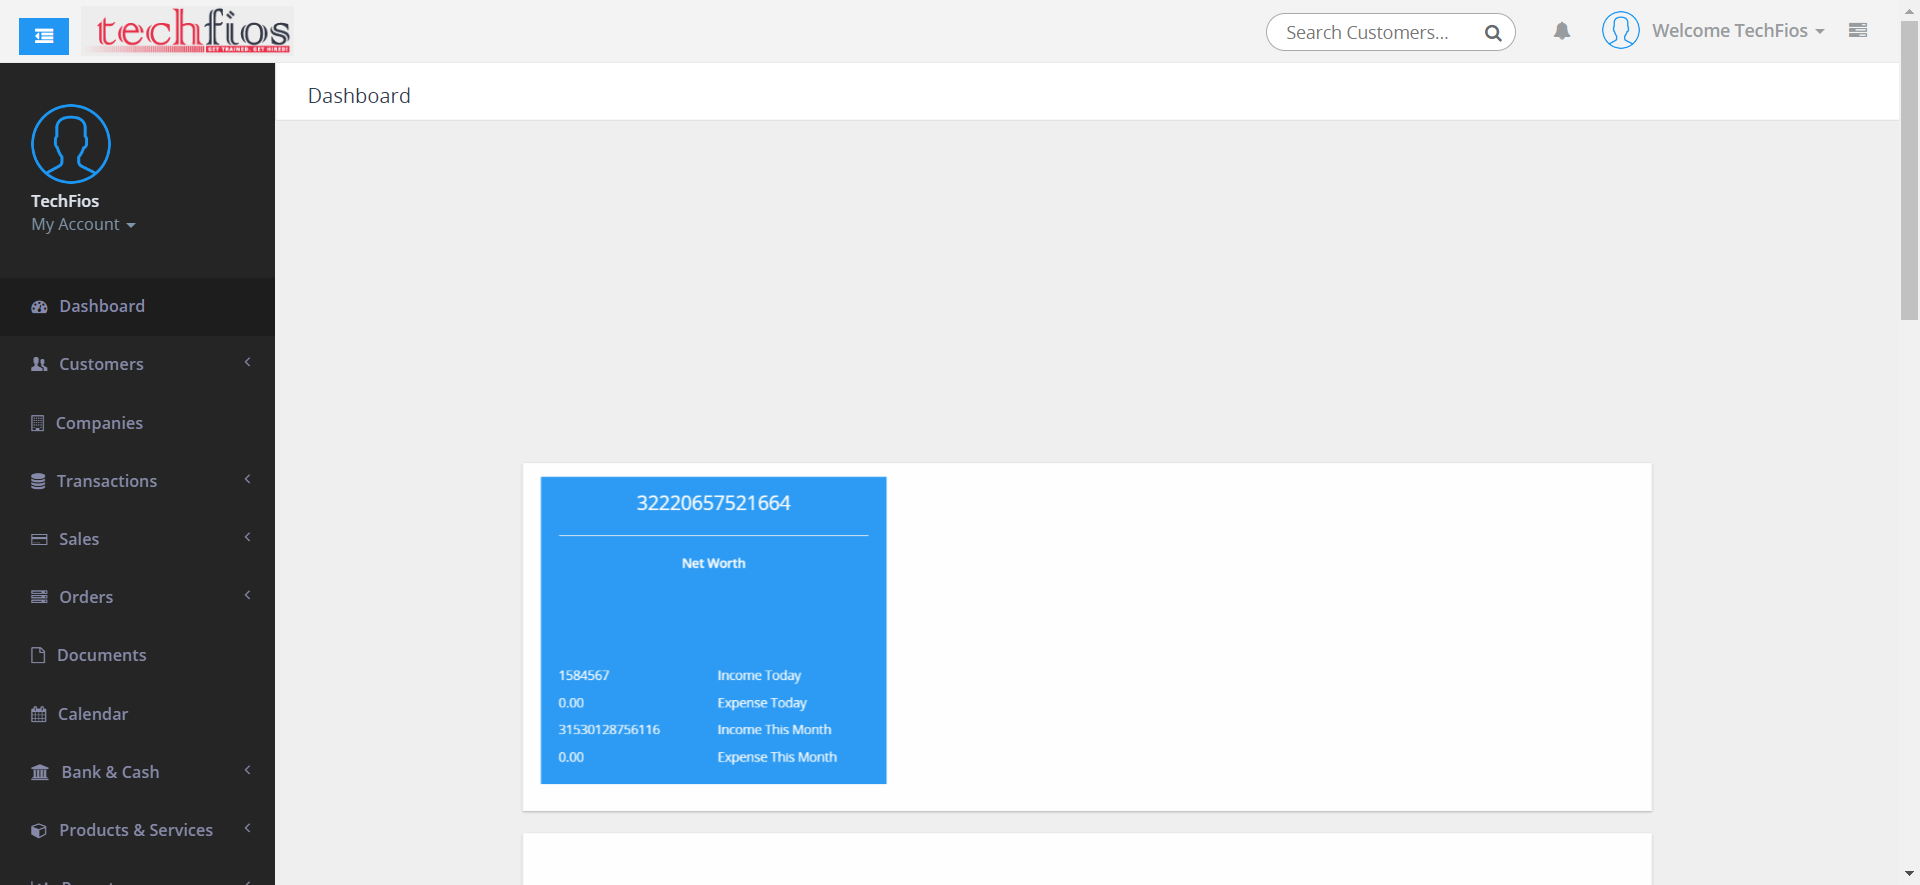 techfios
GET TRAINED. GET HIRED!
Search Customers...
Welcome TechFios
TechFios
My Account
Dashboard
Customers
Companies
Transactions
Sales
Orders
Documents
Calendar
Bank & Cash
Products & Services
Dashboard
32220657521664
Net Worth
1584567 Income Today
0.00 Expense Today
31530128756116 Income This Month
0.00 Expense This Month